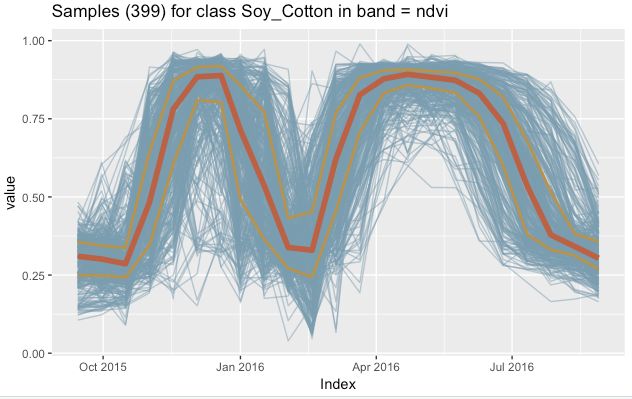 Samples (399) for class Soy_Cotton in band = ndvi
1.00
0.75
0.50
0.25
0.00
value
Oct 2015 Jan 2016 Apr 2016 Jul 2016
Index